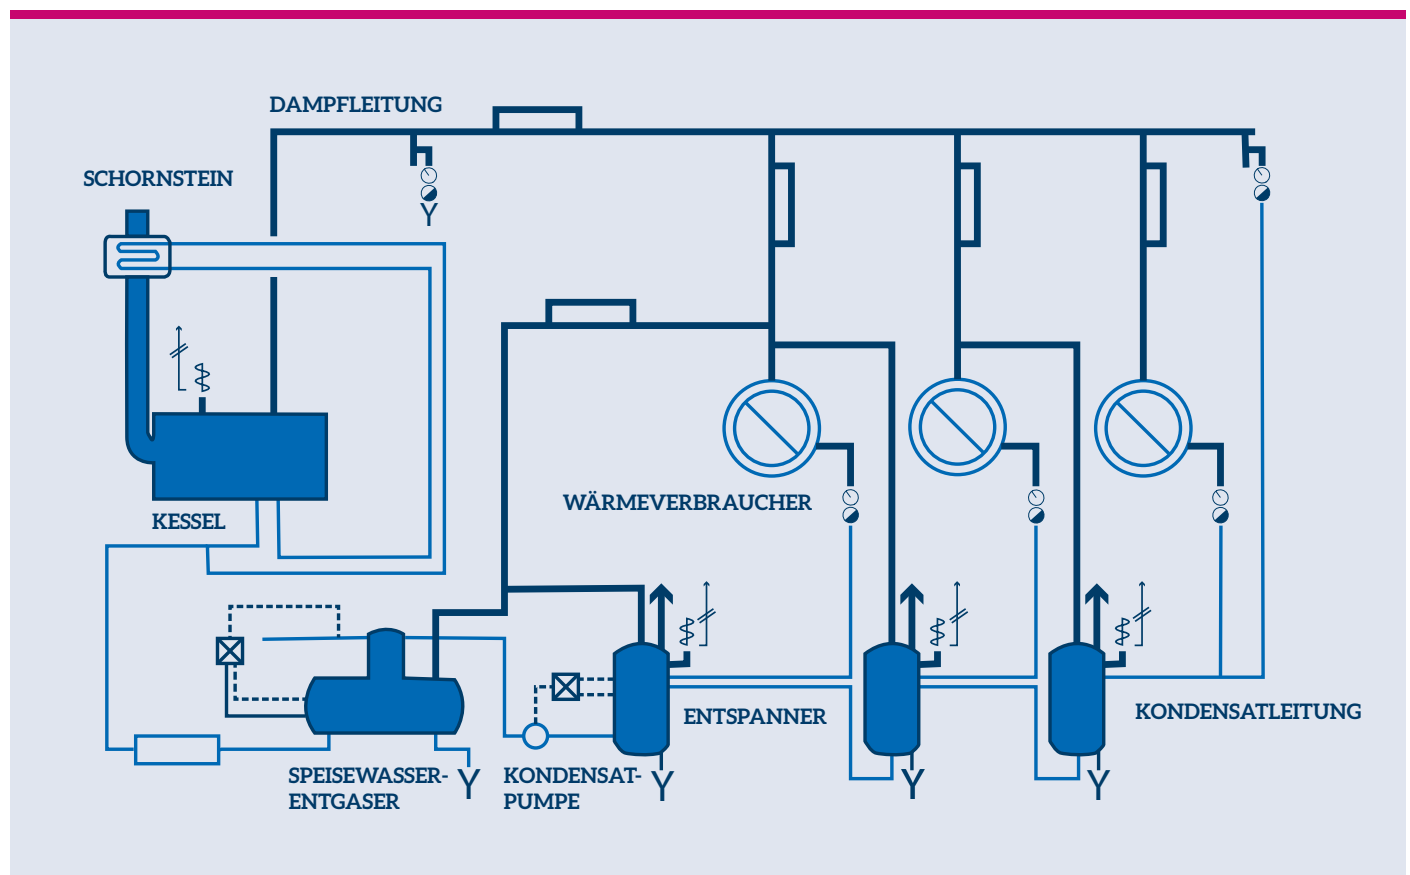 DAMPFLEITUNG
SCHORNSTEIN
WÄRMEVERBRAUCHER
KESSEL
ENTSPANNER
KONDENSATLEITUNG
SPEISEWASSER-
ENTGASER
KONDENSAT-
PUMPE